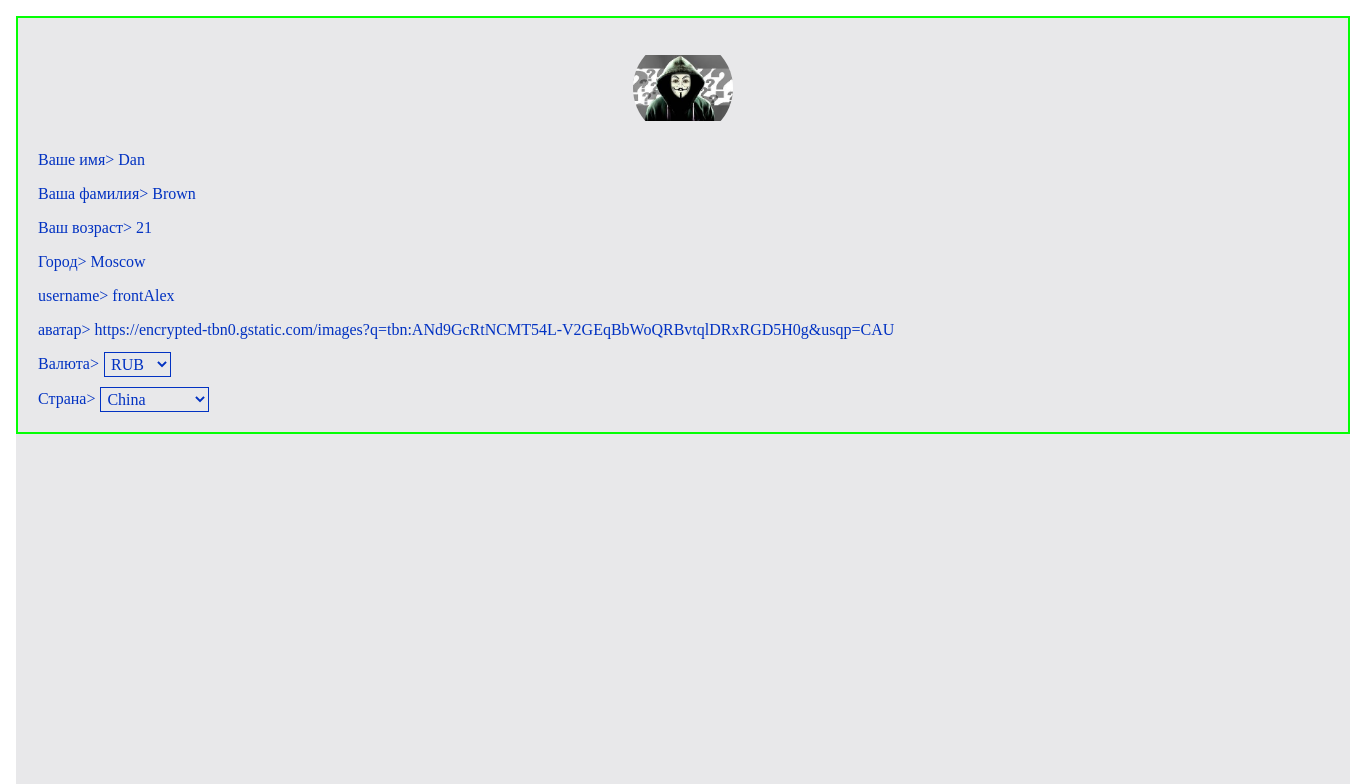 Ваше имя> Dan
Ваша фамилия> Brown
Ваш возраст> 21
Город> Moscow
username> frontAlex
аватар> https://encrypted-tbn0.gstatic.com/images?q=tbn:ANd9GcRtNCMT54L-V2GEqBbWoQRBvtqlDRxRGD5H0g&usqp=CAU
Валюта> RUB
Страна> China